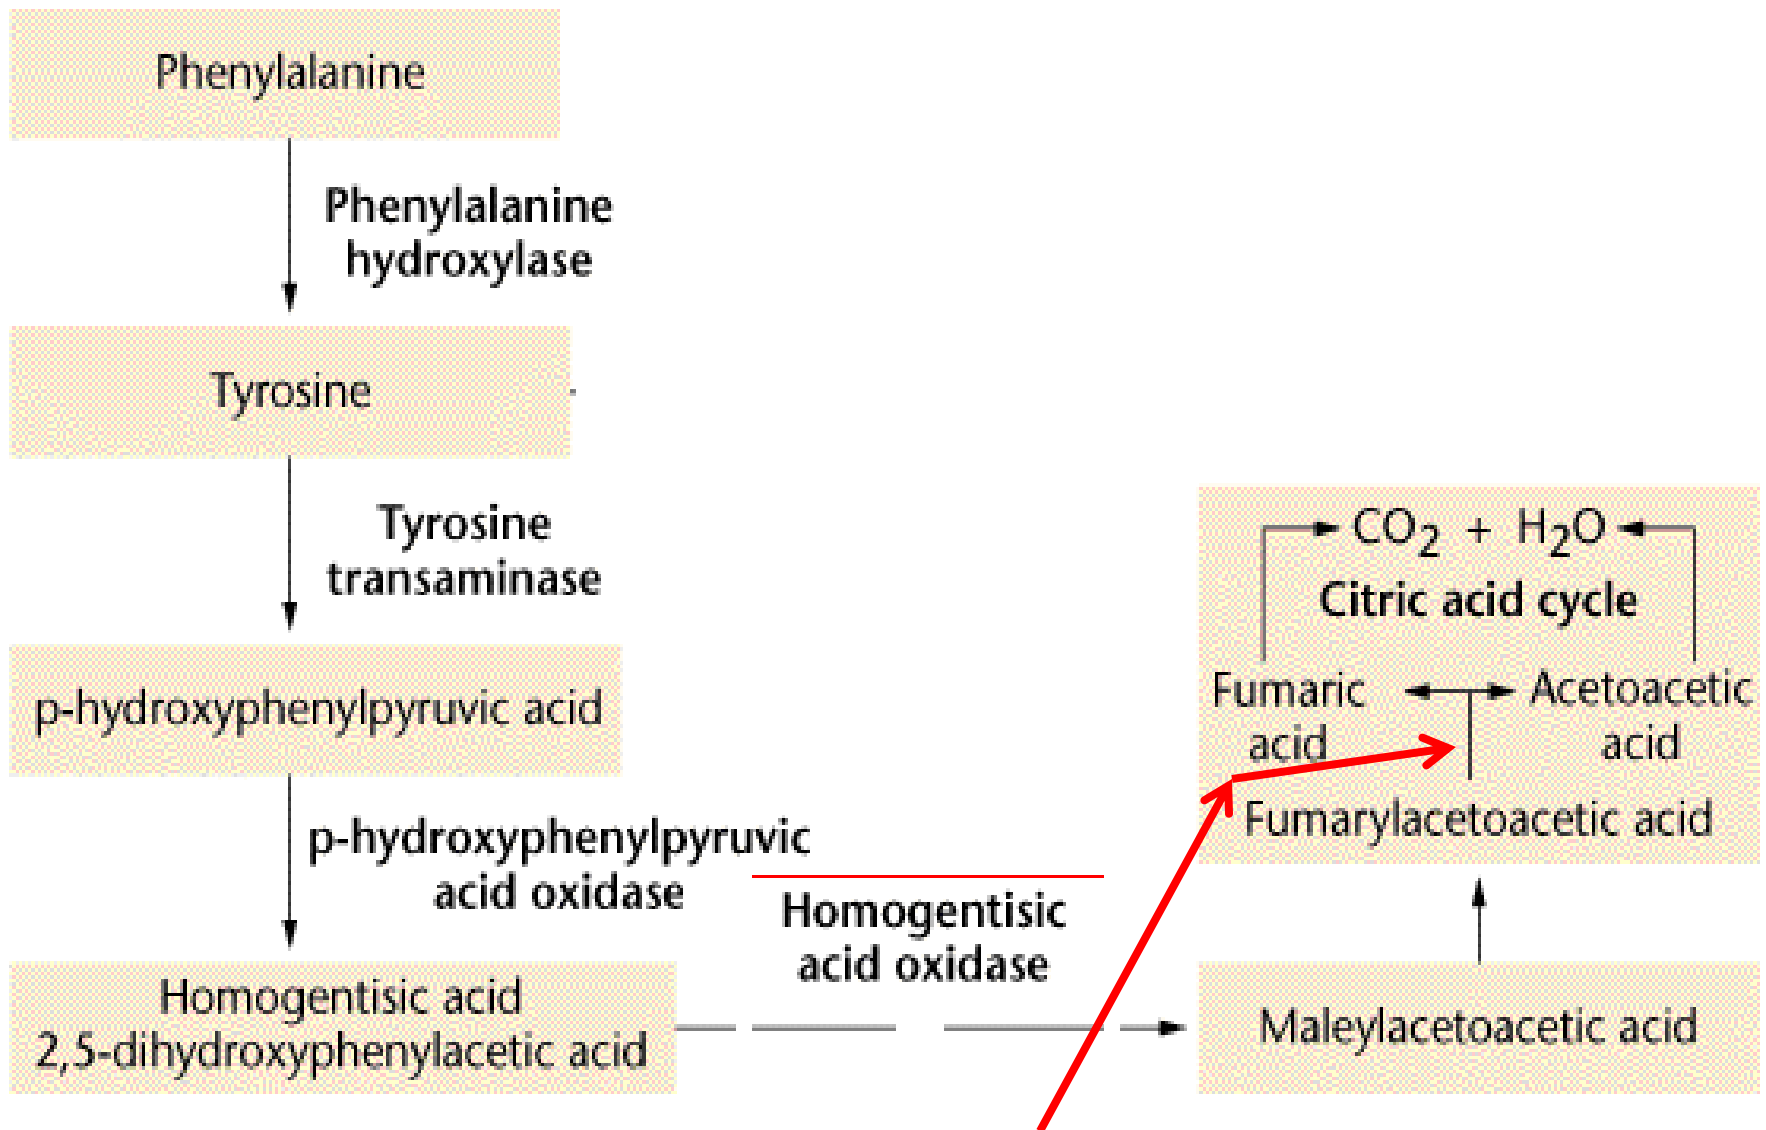 Phenylalanine
Phenylalanine
hydroxylase
Tyrosine
Tyrosine
transaminase
p-hydroxyphenylpyruvic acid
p-hydroxyphenylpyruvic
acid oxidase
Homogentisic acid
2,5-dihydroxyphenylacetic acid
Homogentisic
acid oxidase
Maleylacetoacetic acid
Fumarylacetoacetic acid
Fumaric
acid
Acetoacetic
acid
Citric acid cycle
CO2 + H2O